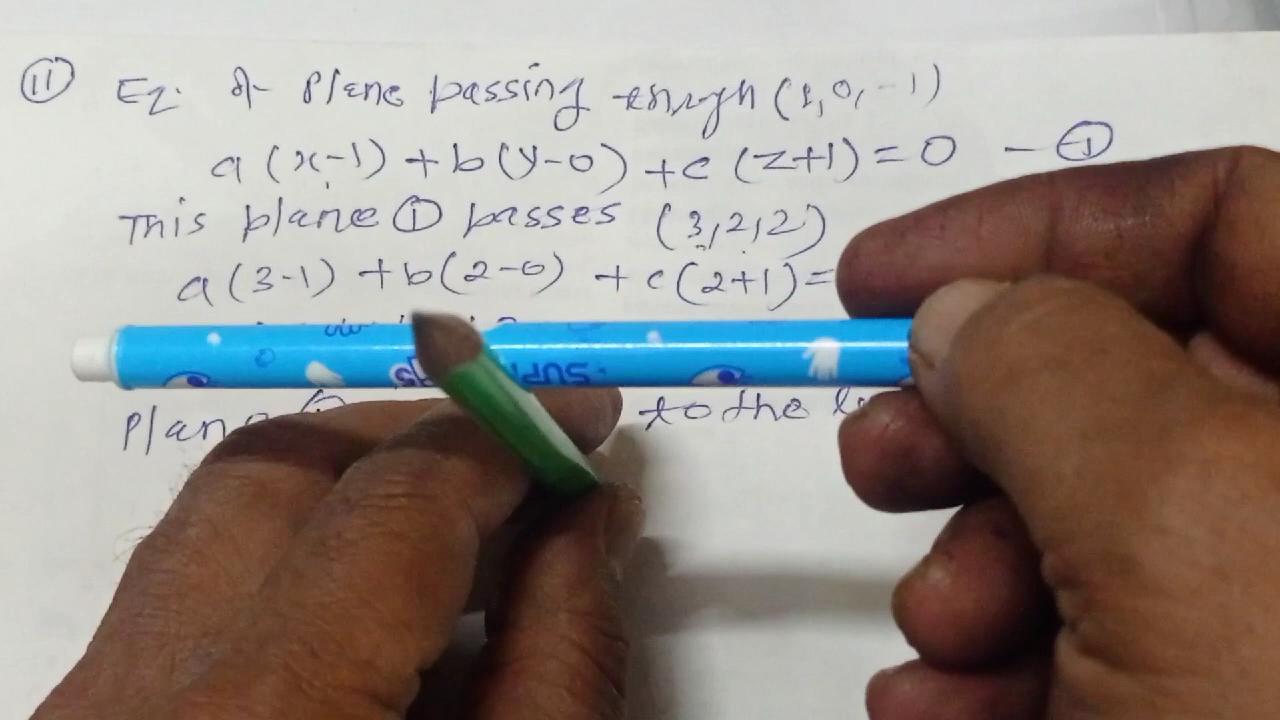 ⑪ Eq. of Plane passing through (1,0,-1)
a(x-1)+b(y-0)+c(z+1)=0 - ①
This plane ① passes (3,2,2)
a(3-1)+b(2-0)+c(2+1)=
to the